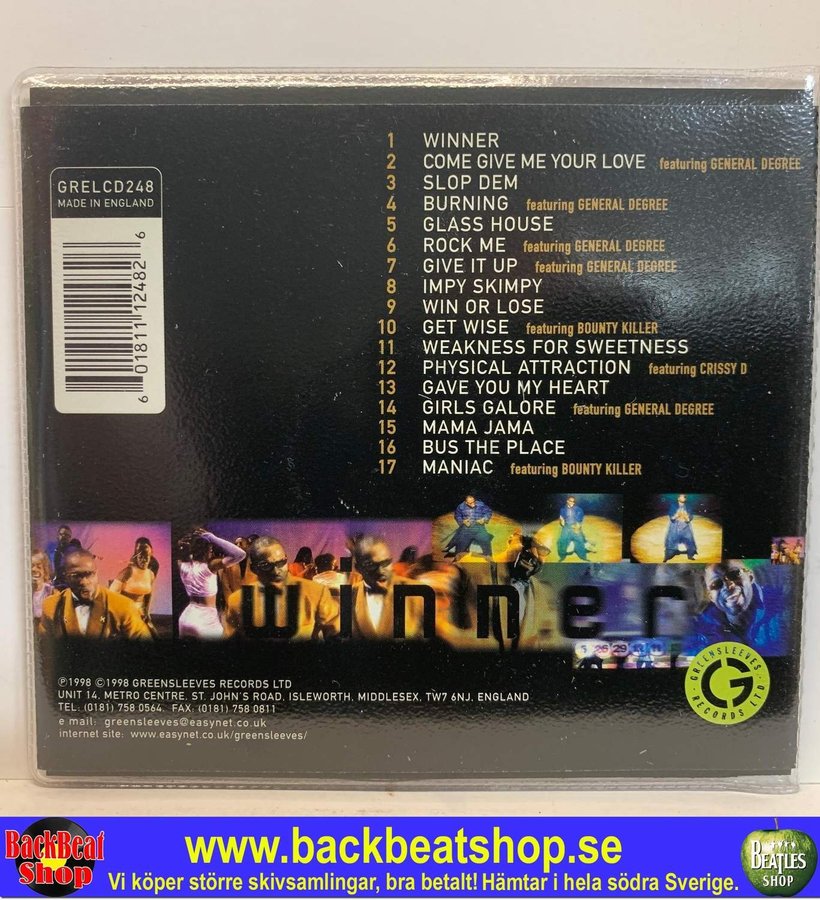 GRELCD248
MADE IN ENGLAND
6 01811 12482 6
1 WINNER
2 COME GIVE ME YOUR LOVE featuring GENERAL DEGREE
3 SLOP DEM
4 BURNING featuring GENERAL DEGREE
5 GLASS HOUSE
6 ROCK ME featuring GENERAL DEGREE
7 GIVE IT UP featuring GENERAL DEGREE
8 IMPY SKIMPY
9 WIN OR LOSE
10 GET WISE featuring BOUNTY KILLER
11 WEAKNESS FOR SWEETNESS
12 PHYSICAL ATTRACTION featuring CRISSY D
13 GAVE YOU MY HEART
14 GIRLS GALORE featuring GENERAL DEGREE
15 MAMA JAMA
16 BUS THE PLACE
17 MANIAC featuring BOUNTY KILLER
winner
26 29
℗1998 ©1998 GREENSLEEVES RECORDS LTD
UNIT 14, METRO CENTRE, ST. JOHN'S ROAD, ISLEWORTH, MIDDLESEX, TW7 6NJ, ENGLAND
TEL: (0181) 758 0564. FAX: (0181) 758 0811
e mail: greensleeves@easynet.co.uk
internet site: www.easynet.co.uk/greensleeves/
GREENSLEEVES RECORDS LTD
G
BackBeat
Shop
www.backbeatshop.se
Vi köper större skivsamlingar, bra betalt! Hämtar i hela södra Sverige.
BEATLES
SHOP